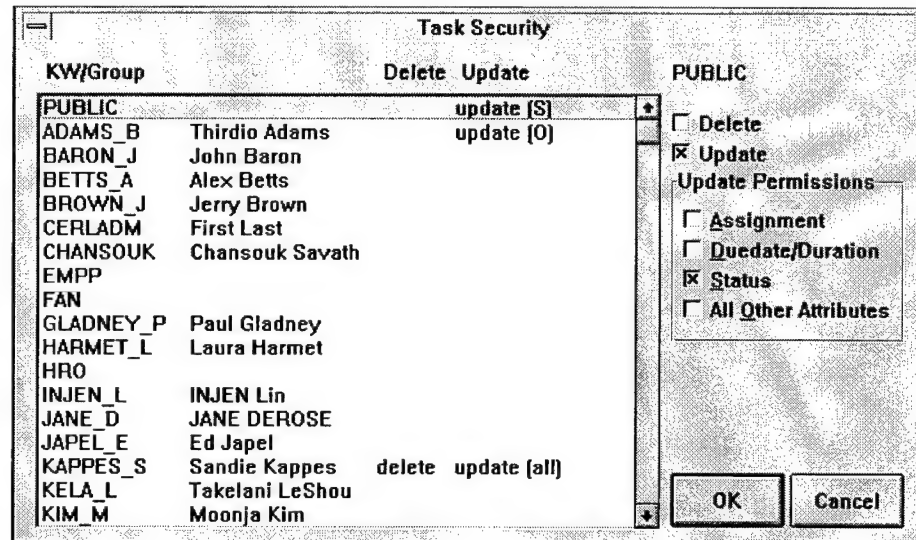 Task Security
KW/Group Delete Update
PUBLIC update (S)
ADAMS_B Thirdio Adams update (O)
BARON_J John Baron
BETTS_A Alex Betts
BROWN_J Jerry Brown
CERLADM First Last
CHANSOUK Chansouk Savath
EMPP
FAN
GLADNEY_P Paul Gladney
HARMET_L Laura Harmet
HRO
INJEN_L INJEN Lin
JANE_D JANE DEROSE
JAPEL_E Ed Japel
KAPPES_S Sandie Kappes delete update (all)
KELA_L Takelani LeShou
KIM_M Moonja Kim
PUBLIC
Delete
Update
Update Permissions
Assignment
Duedate/Duration
Status
All Other Attributes
OK Cancel